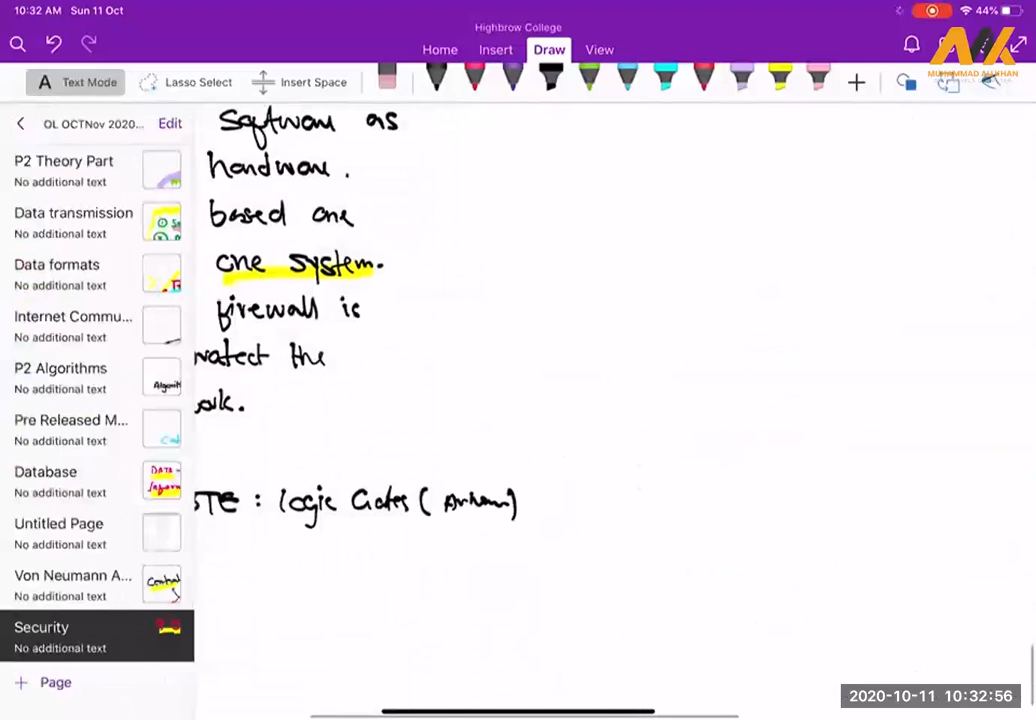 10:32 AM Sun 11 Oct
44%
Highbrow College
Home Insert Draw View
MUHAMMAD ALI KHAN
A Text Mode Lasso Select Insert Space
OL OCTNov 2020... Edit
P2 Theory Part
No additional text
Data transmission
No additional text
Data formats
No additional text
Internet Commu...
No additional text
P2 Algorithms
No additional text
Pre Released M...
No additional text
Database
No additional text
Untitled Page
No additional text
Von Neumann A...
No additional text
Security
No additional text
+ Page
Software as
hardware.
based one
one system.
firewall is
the
STE : Logic Gates (
2020-10-11 10:32:56